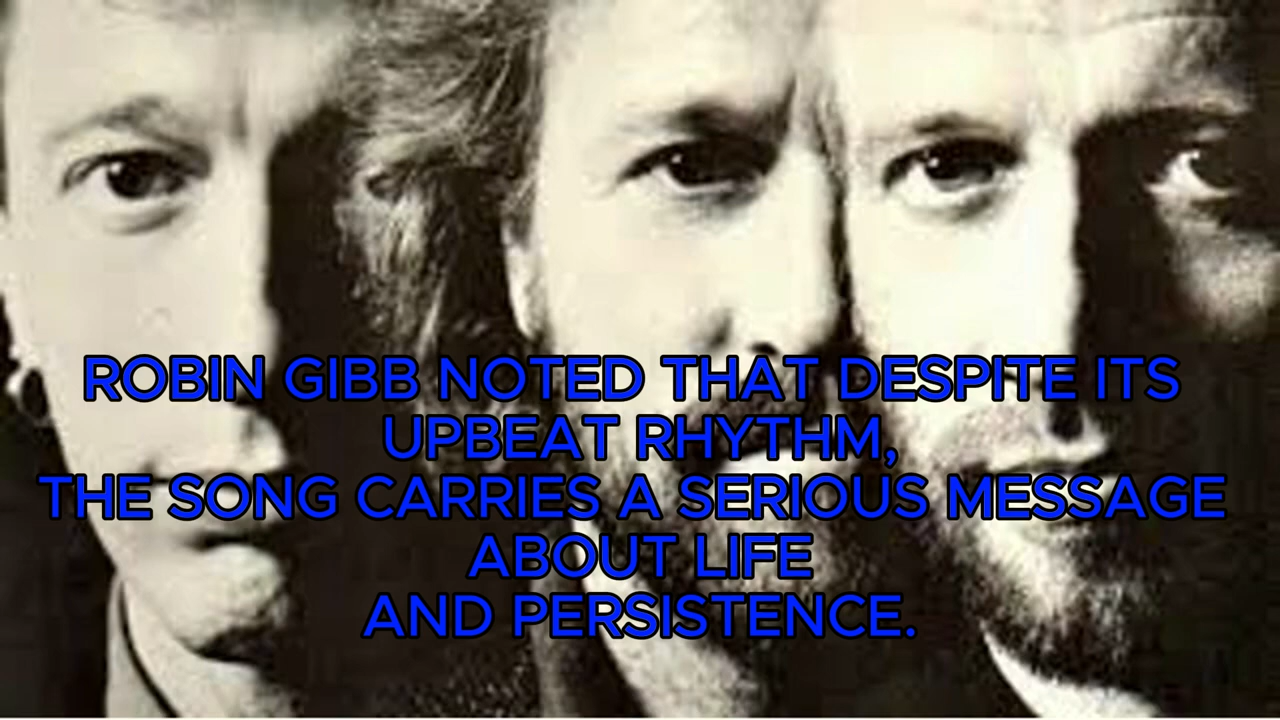 ROBIN GIBB NOTED THAT DESPITE ITS
UPBEAT RHYTHM,
THE SONG CARRIES A SERIOUS MESSAGE
ABOUT LIFE
AND PERSISTENCE.